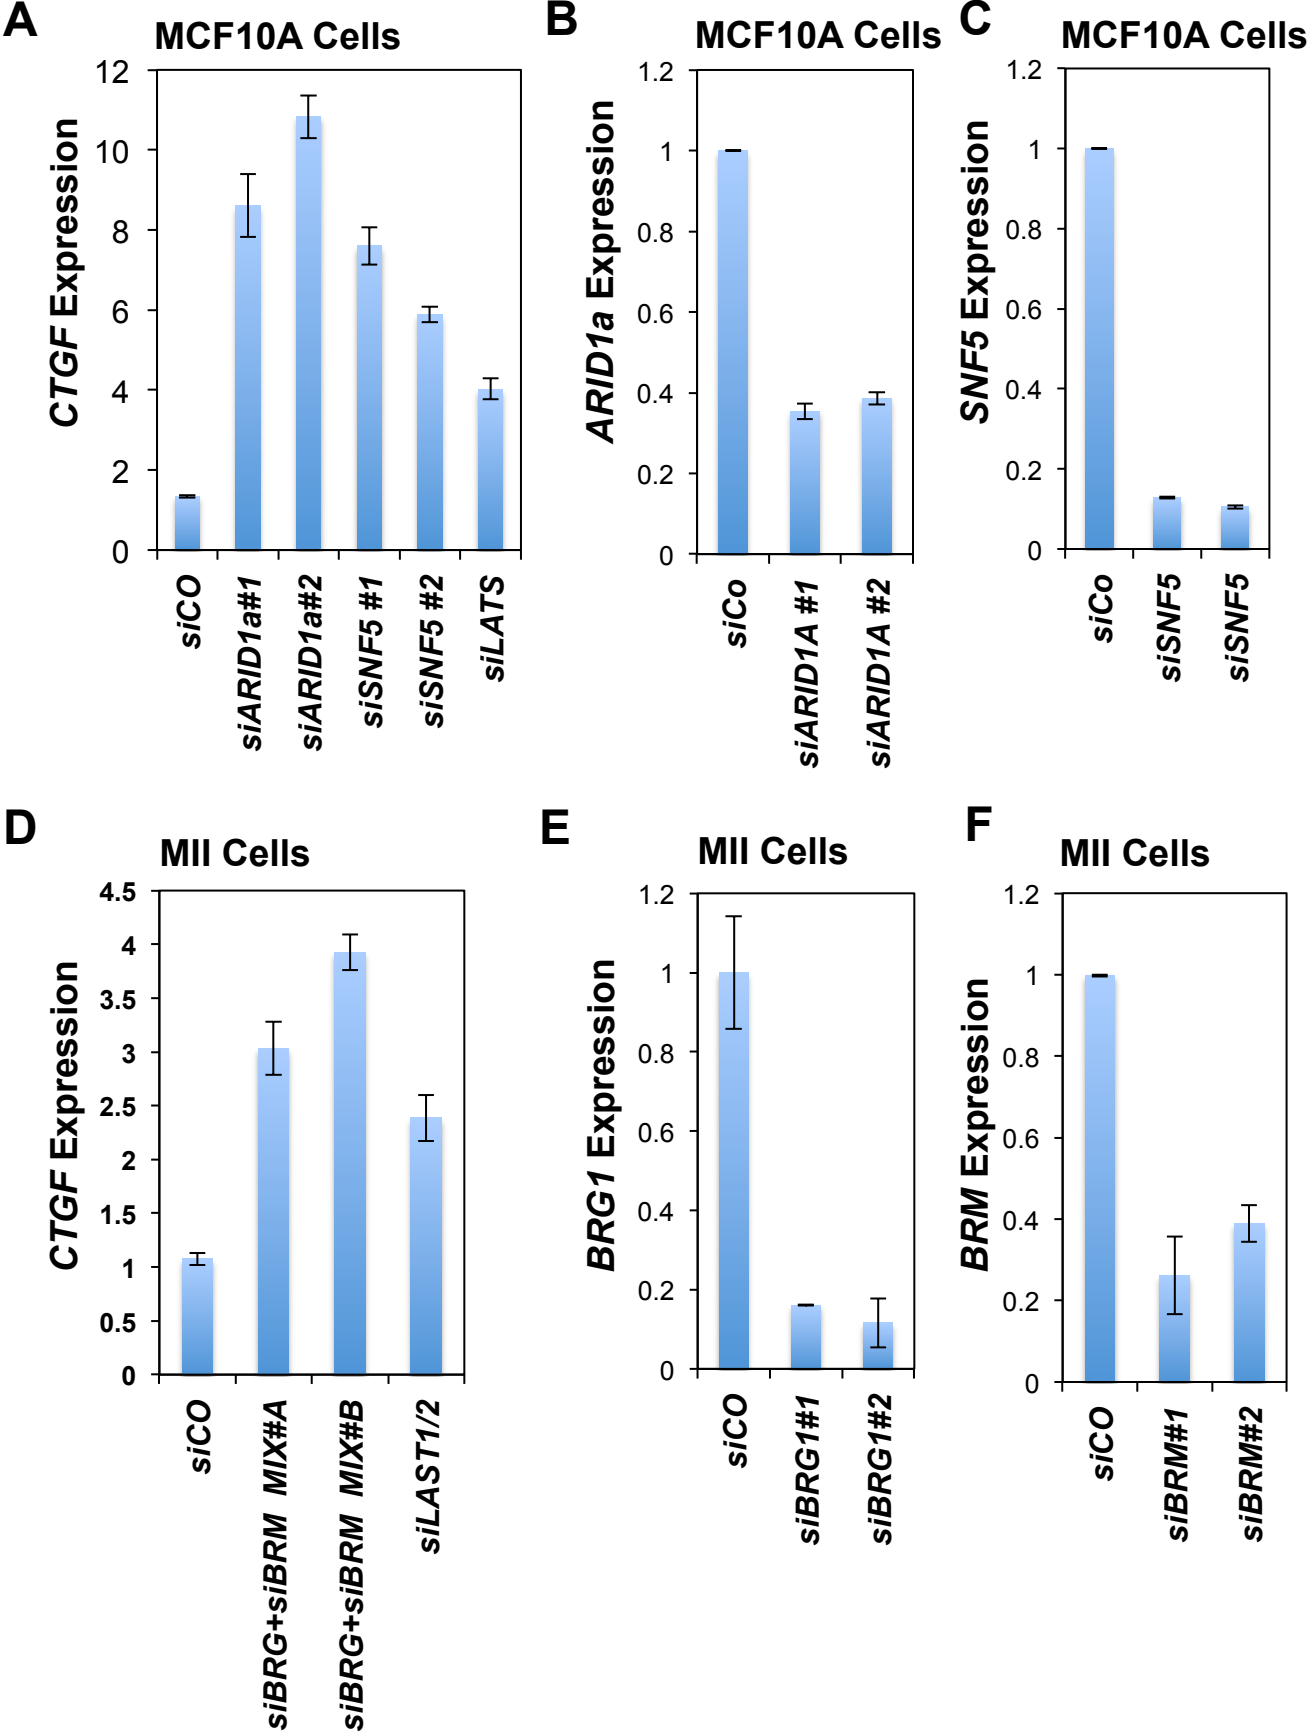 A
MCF10A Cells
CTGF Expression
12
10
8
6
4
2
0
siCO
siARID1a#1
siARID1a#2
siSNF5 #1
siSNF5 #2
siLATS
B
MCF10A Cells
ARID1a Expression
1.2
1
0.8
0.6
0.4
0.2
0
siCo
siARID1A #1
siARID1A #2
C
MCF10A Cells
SNF5 Expression
1.2
1
0.8
0.6
0.4
0.2
0
siCo
siSNF5
siSNF5
D
MII Cells
CTGF Expression
4.5
4
3.5
3
2.5
2
1.5
1
0.5
0
siCO
siBRG+siBRM MIX#A
siBRG+siBRM MIX#B
siLAST1/2
E
MII Cells
BRG1 Expression
1.2
1
0.8
0.6
0.4
0.2
0
siCO
siBRG1#1
siBRG1#2
F
MII Cells
BRM Expression
1.2
1
0.8
0.6
0.4
0.2
0
siCO
siBRM#1
siBRM#2